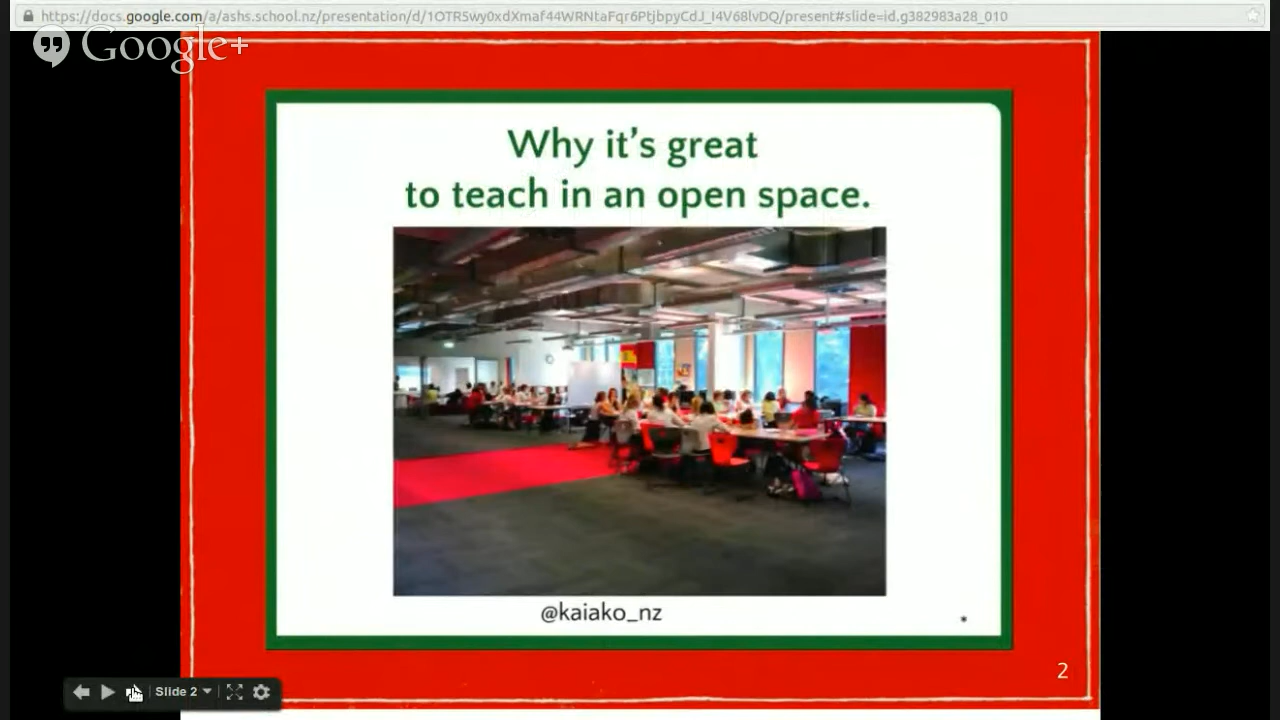 https://docs.google.com/a/ashs.school.nz/presentation/d/1OTR5wy0xdXmaf44WRNtaFqr6PtjbpyCdJ_I4V68lvDQ/present#slide=id.g382983a28_010
Google+
Why it's great
to teach in an open space.
@kaiako_nz
*
2
Slide 2